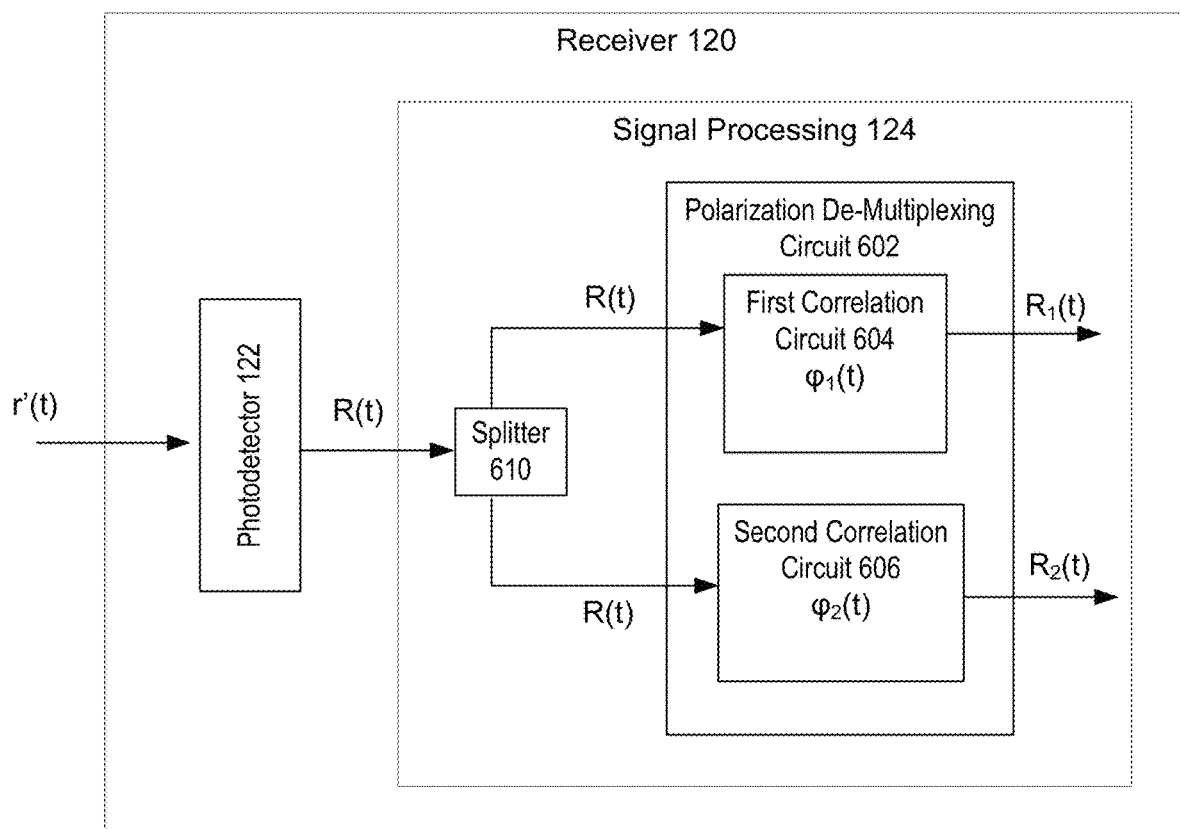 Receiver 120
Signal Processing 124
Polarization De-Multiplexing
Circuit 602
First Correlation
Circuit 604
φ₁(t)
R(t)
R₁(t)
Photodetector 122
r'(t)
R(t)
Splitter
610
Second Correlation
Circuit 606
φ₂(t)
R(t)
R₂(t)